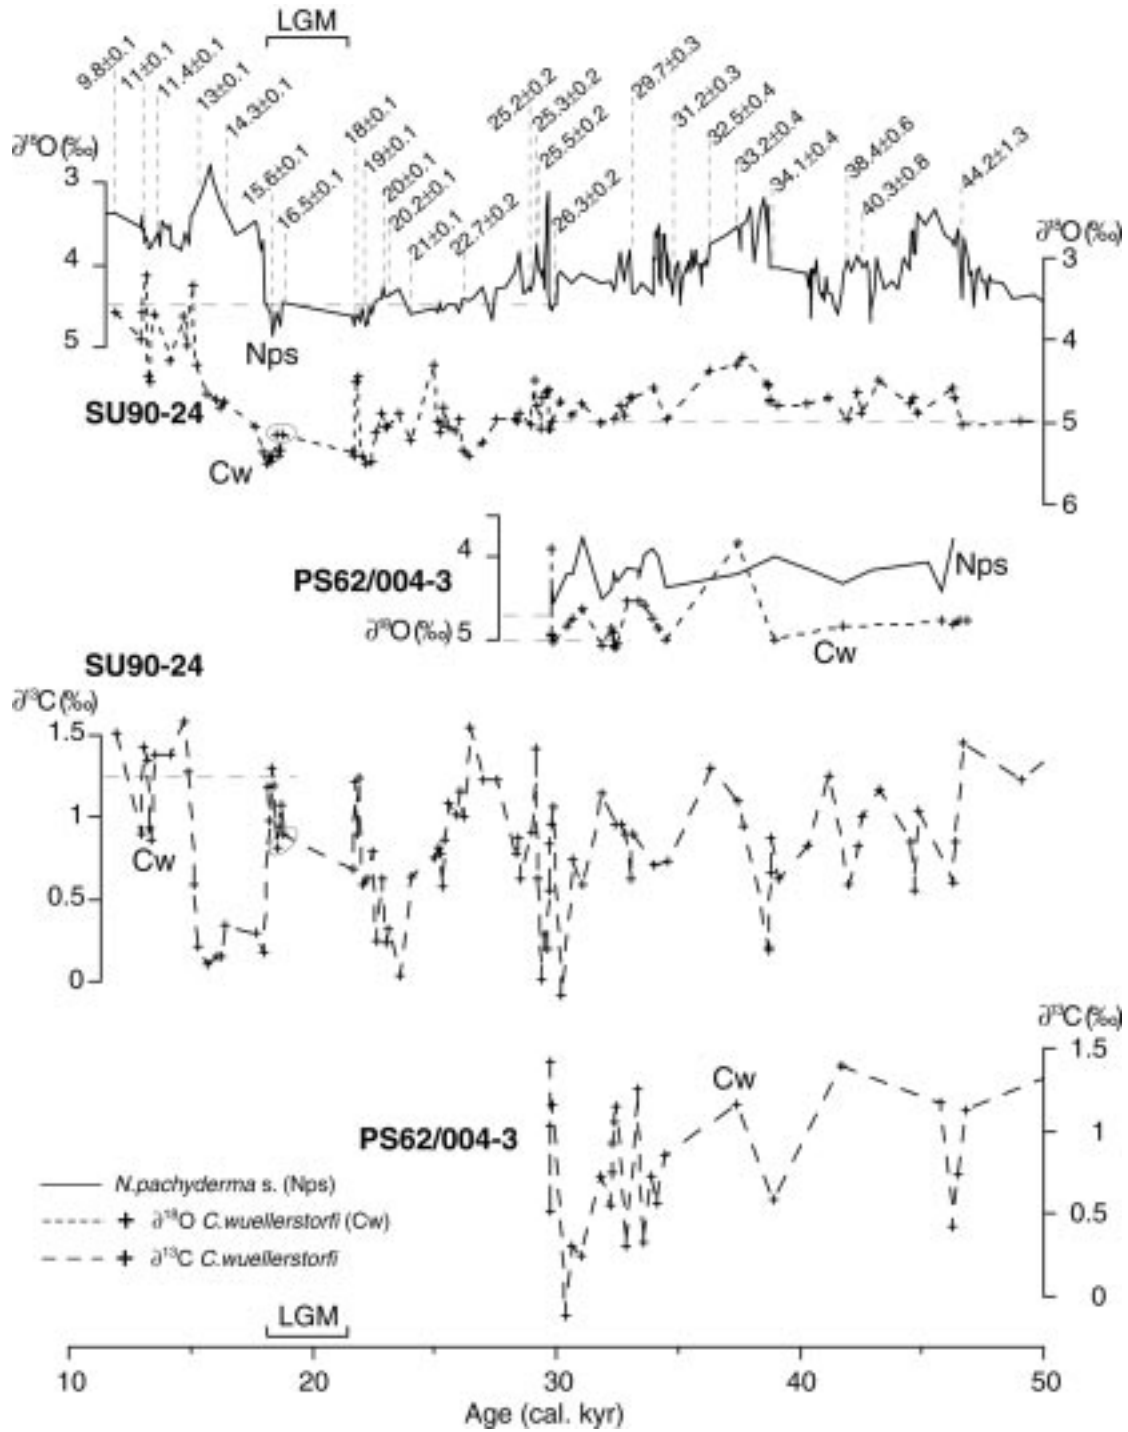 LGM
9.8±0.1
11±0.1
11.4±0.1
13±0.1
14.3±0.1
15.6±0.1
16.5±0.1
18±0.1
19±0.1
20±0.1
20.2±0.1
21±0.1
22.7±0.2
25.2±0.2
25.3±0.2
25.5±0.2
26.3±0.2
29.7±0.3
31.2±0.3
32.5±0.4
33.2±0.4
34.1±0.4
38.4±0.6
40.3±0.8
44.2±1.3
∂¹⁸O (‰)
3
4
5
∂¹⁸O (‰)
3
4
5
6
Nps
SU90-24
Cw
4
PS62/004-3
Nps
∂¹⁸O (‰) 5
Cw
SU90-24
∂¹³C (‰)
1.5
1
0.5
0
Cw
∂¹³C (‰)
1.5
1
0.5
0
Cw
PS62/004-3
N.pachyderma s. (Nps)
∂¹⁸O C.wuellerstorfi (Cw)
∂¹³C C.wuellerstorfi
LGM
10 20 30 40 50
Age (cal. kyr)